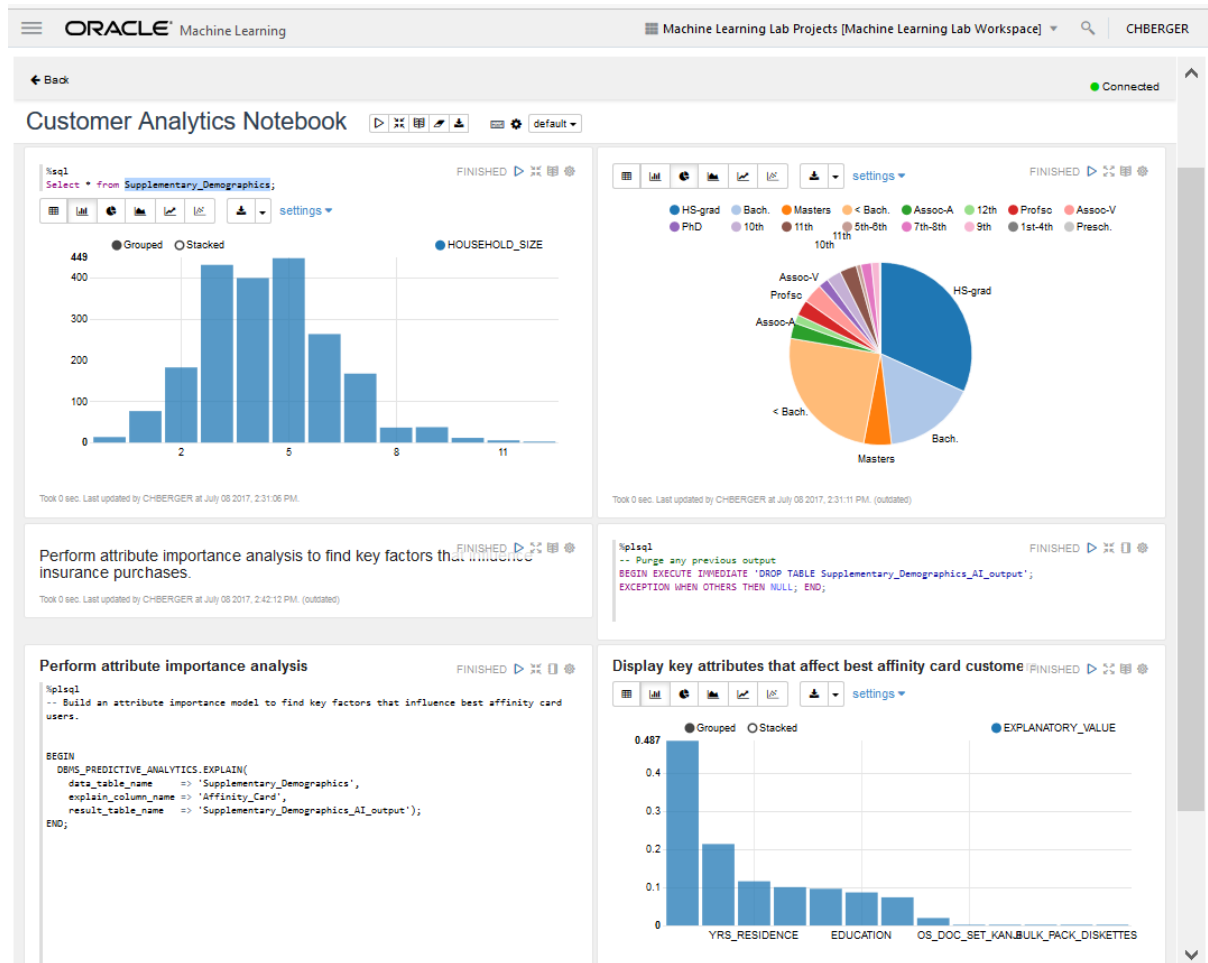 ORACLE Machine Learning
Machine Learning Lab Projects [Machine Learning Lab Workspace]
CHBERGER
Back
Connected
Customer Analytics Notebook
default
%sql
Select * from Supplementary_Demographics;
FINISHED
settings
Grouped Stacked
HOUSEHOLD_SIZE
449
400
300
200
100
0
2 5 8 11
Took 0 sec. Last updated by CHBERGER at July 08 2017, 2:31:06 PM.
settings
FINISHED
HS-grad Bach. Masters < Bach. Assoc-A 12th Profsc Assoc-V
PhD 10th 11th 5th-6th 7th-8th 9th 1st-4th Presch.
11th
10th
Assoc-V
Profsc
Assoc-A
HS-grad
< Bach.
Bach.
Masters
Took 0 sec. Last updated by CHBERGER at July 08 2017, 2:31:11 PM. (outdated)
FINISHED
Perform attribute importance analysis to find key factors that influence
insurance purchases.
Took 0 sec. Last updated by CHBERGER at July 08 2017, 2:42:12 PM. (outdated)
%plsql
FINISHED
-- Purge any previous output
BEGIN EXECUTE IMMEDIATE 'DROP TABLE Supplementary_Demographics_AI_output';
EXCEPTION WHEN OTHERS THEN NULL; END;
Perform attribute importance analysis
FINISHED
%plsql
-- Build an attribute importance model to find key factors that influence best affinity card
users.
BEGIN
DBMS_PREDICTIVE_ANALYTICS.EXPLAIN(
data_table_name => 'Supplementary_Demographics',
explain_column_name => 'Affinity_Card',
result_table_name => 'Supplementary_Demographics_AI_output');
END;
Display key attributes that affect best affinity card custome
FINISHED
settings
Grouped Stacked
EXPLANATORY_VALUE
0.487
0.4
0.3
0.2
0.1
0
YRS_RESIDENCE EDUCATION OS_DOC_SET_KANJI BULK_PACK_DISKETTES